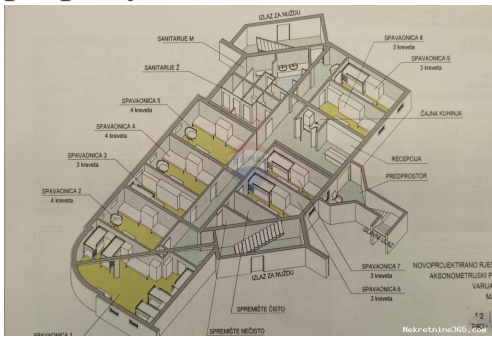 IZLAZ ZA NUŽDU
SANITARIJE M
SANITARIJE Ž
SPAVAONICA 8
3 kreveta
SPAVAONICA 9
3 kreveta
SPAVAONICA 5
4 kreveta
SPAVAONICA 4
4 kreveta
SPAVAONICA 3
3 kreveta
SPAVAONICA 2
4 kreveta
ČAJNA KUHINJA
RECEPCIJA
PREDPROSTOR
GLAVNI ULAZ
IZLAZ ZA NUŽDU
SPAVAONICA 7
3 kreveta
SPAVAONICA 6
3 kreveta
SPREMIŠTE ČISTO
SPREMIŠTE NEČISTO
SPAVAONICA 1
NOVOPROJEKTIRANO RJE
AKSONOMETRIJSKI P
VARIJA
Nekretnine365.com